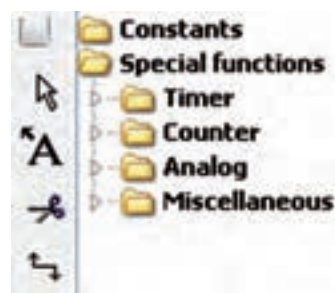 Constants
Special functions
Timer
Counter
A
Analog
Miscellaneous